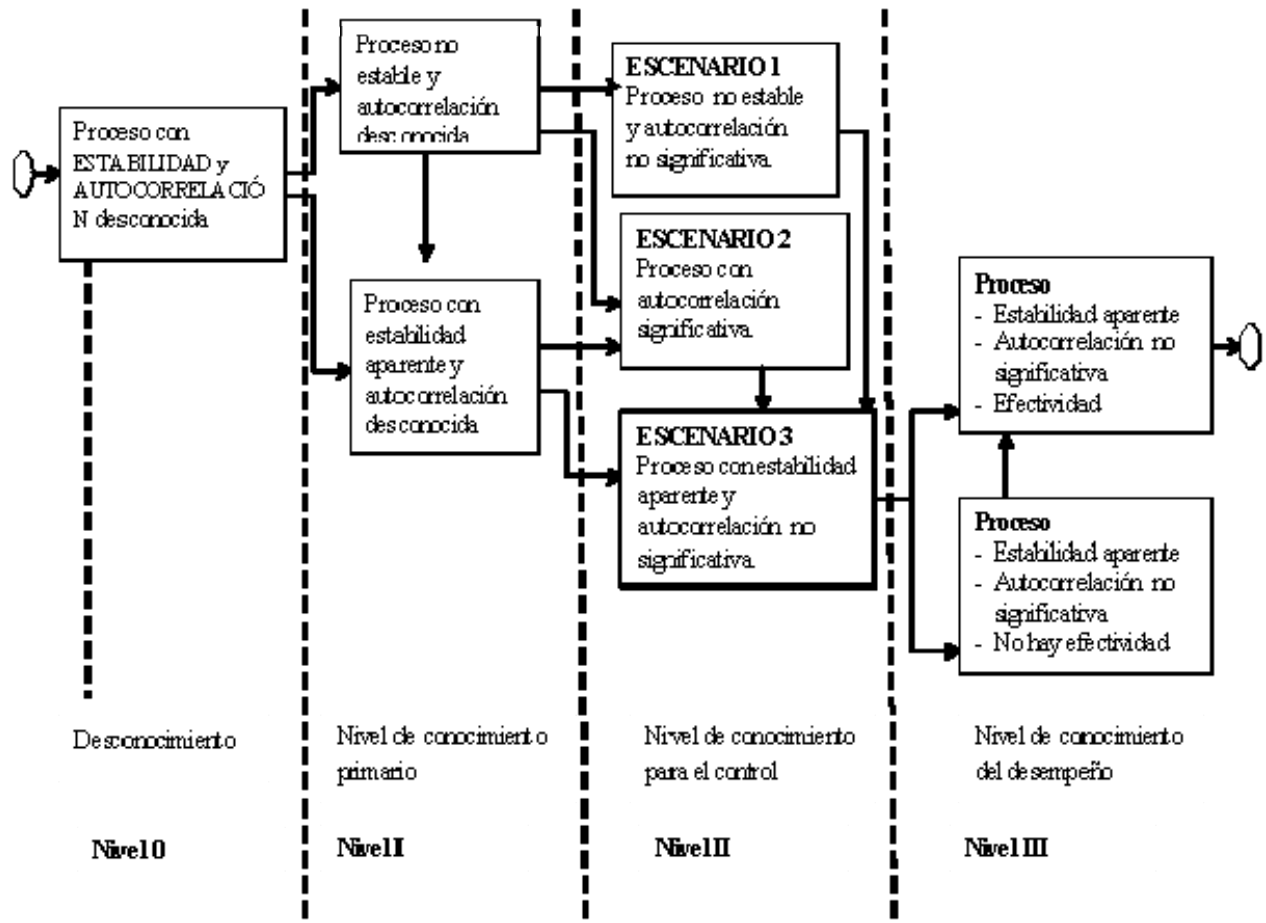 Proceso con
ESTABILIDAD y
AUTOCORRELACIÓ
N desconocida
Proceso no
estable y
autocorrelación
desconocida
Proceso con
estabilidad
aparente y
autocorrelación
desconocida
ESCENARIO 1
Proceso no estable
y autocorrelación
no significativa.
ESCENARIO 2
Proceso con
autocorrelación
significativa.
ESCENARIO 3
Proceso con estabilidad
aparente y
autocorrelación no
significativa.
Proceso
- Estabilidad aparente
- Autocorrelación no
significativa
- Efectividad
Proceso
- Estabilidad aparente
- Autocorrelación no
significativa
- No hay efectividad
Desconocimiento
Nivel de conocimiento
primario
Nivel de conocimiento
para el control
Nivel de conocimiento
del desempeño
Nivel 0
Nivel I
Nivel II
Nivel III